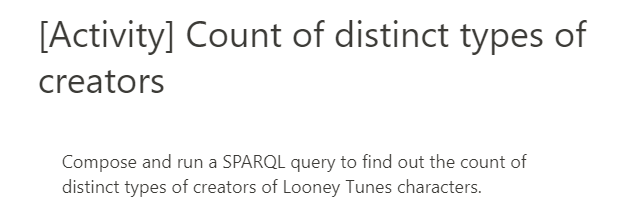 [Activity] Count of distinct types of
creators
Compose and run a SPARQL query to find out the count of
distinct types of creators of Looney Tunes characters.